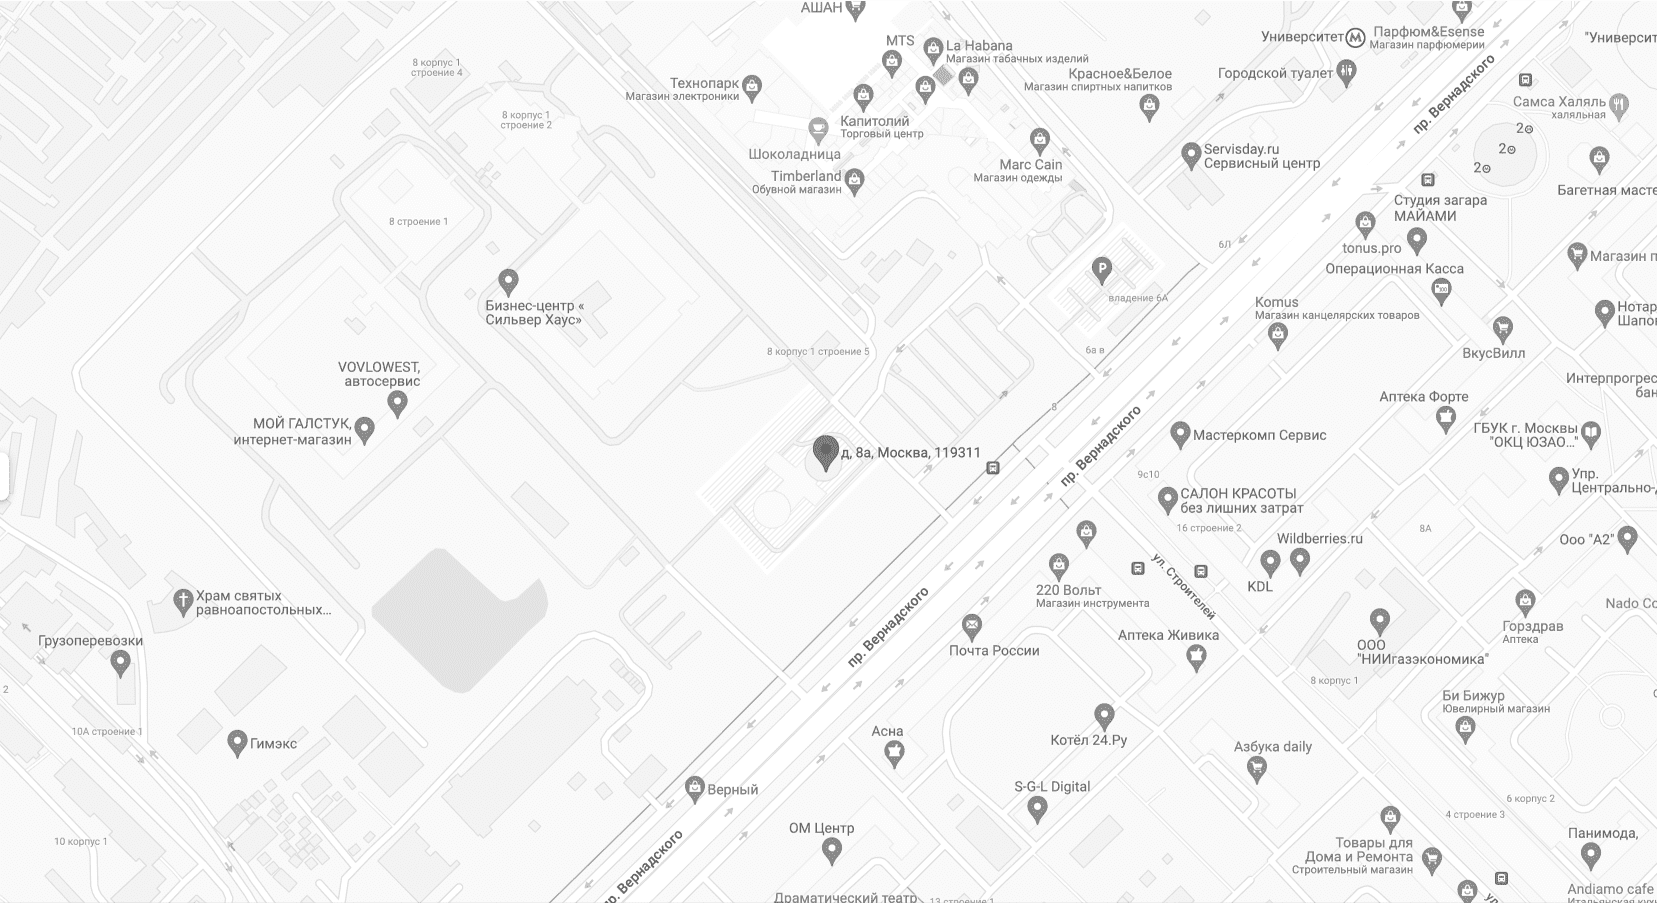 АШАН
Университет
Парфюм&Esense
Магазин парфюмерии
"Университ
MTS
La Habana
Магазин табачных изделий
8 корпус 1
строение 4
Технопарк
Магазин электроники
Красное&Белое
Магазин спиртных напитков
Городской туалет
пр. Вернадского
Самса Халяль
халяльная
8 корпус 1
строение 2
Капитолий
Торговый центр
2
2
2
Шоколадница
Marc Cain
Магазин одежды
Servisday.ru
Сервисный центр
Timberland
Обувной магазин
Багетная масте
Студия загара
МАЙАМИ
8 строение 1
6Л
tonus.pro
Магазин п
Операционная Касса
P
владение 6А
Бизнес-центр «
Сильвер Хаус»
Komus
Магазин канцелярских товаров
Нотар
Шапо
8 корпус 1 строение 5
6а в
ВкусВилл
VOVLOWEST,
автосервис
Интерпрогрес
бан
8
Аптека Форте
МОЙ ГАЛСТУК,
интернет-магазин
пр. Вернадского
Мастерком Сервис
ГБУК г. Москвы
"ОКЦ ЮЗАО..."
д. 8а, Москва, 119311
9с10
Упр.
Центрально-
САЛОН КРАСОТЫ
без лишних затрат
16 строение 2
8А
Wildberries.ru
Ооо "А2"
ул. Строителей
KDL
220 Вольт
Магазин инструмента
Храм святых
равноапостольных...
Nado Co
Горздрав
Аптека
Грузоперевозки
Почта России
Аптека Живика
пр. Вернадского
ООО
"НИИгазэкономика"
8 корпус 1
2
Би Бижур
Ювелирный магазин
10А строение 1
Гимэкс
Асна
Котёл 24.Ру
Азбука daily
Верный
S-G-L Digital
6 корпус 2
4 строение 3
ОМ Центр
Панимода,
10 корпус 1
Товары для
Дома и Ремонта
Строительный магазин
пр. Вернадского
Драматический театр
13 строение 1
Andiamo cafe
ул